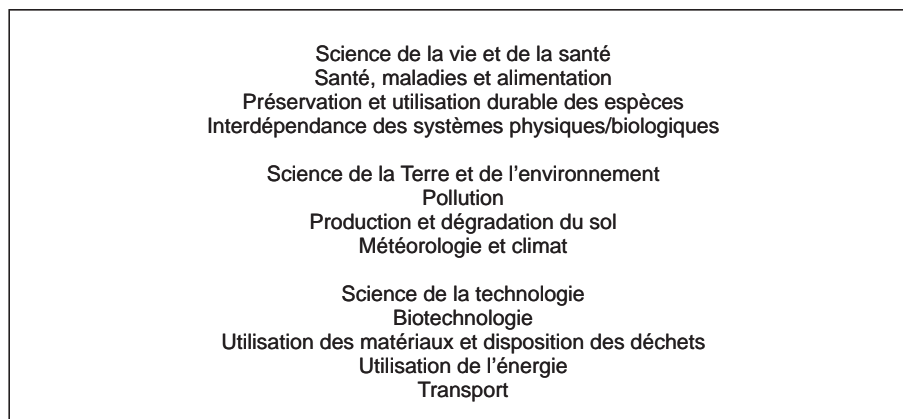 Science de la vie et de la santé
Santé, maladies et alimentation
Préservation et utilisation durable des espèces
Interdépendance des systèmes physiques/biologiques
Science de la Terre et de l'environnement
Pollution
Production et dégradation du sol
Météorologie et climat
Science de la technologie
Biotechnologie
Utilisation des matériaux et disposition des déchets
Utilisation de l'énergie
Transport